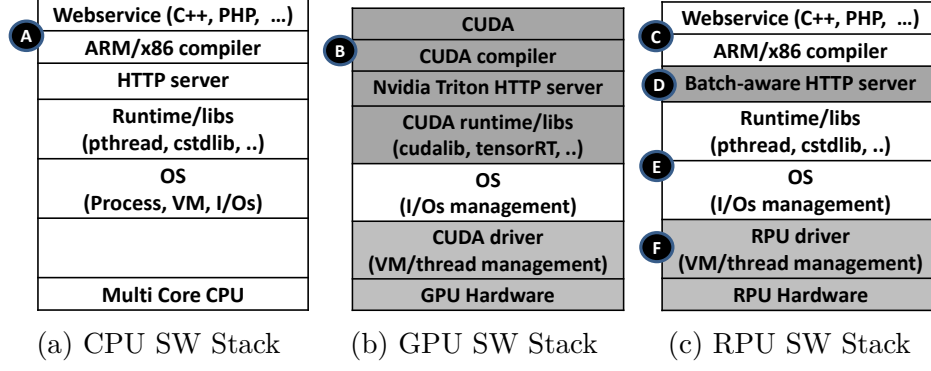 A
Webservice (C++, PHP, ...)
ARM/x86 compiler
HTTP server
Runtime/libs
(pthread, cstdlib, ..)
OS
(Process, VM, I/Os)
Multi Core CPU
(a) CPU SW Stack
B
CUDA
CUDA compiler
Nvidia Triton HTTP server
CUDA runtime/libs
(cudalib, tensorRT, ..)
OS
(I/Os management)
CUDA driver
(VM/thread management)
GPU Hardware
(b) GPU SW Stack
C
Webservice (C++, PHP, ...)
ARM/x86 compiler
D
Batch-aware HTTP server
Runtime/libs
(pthread, cstdlib, ..)
E
OS
(I/Os management)
F
RPU driver
(VM/thread management)
RPU Hardware
(c) RPU SW Stack